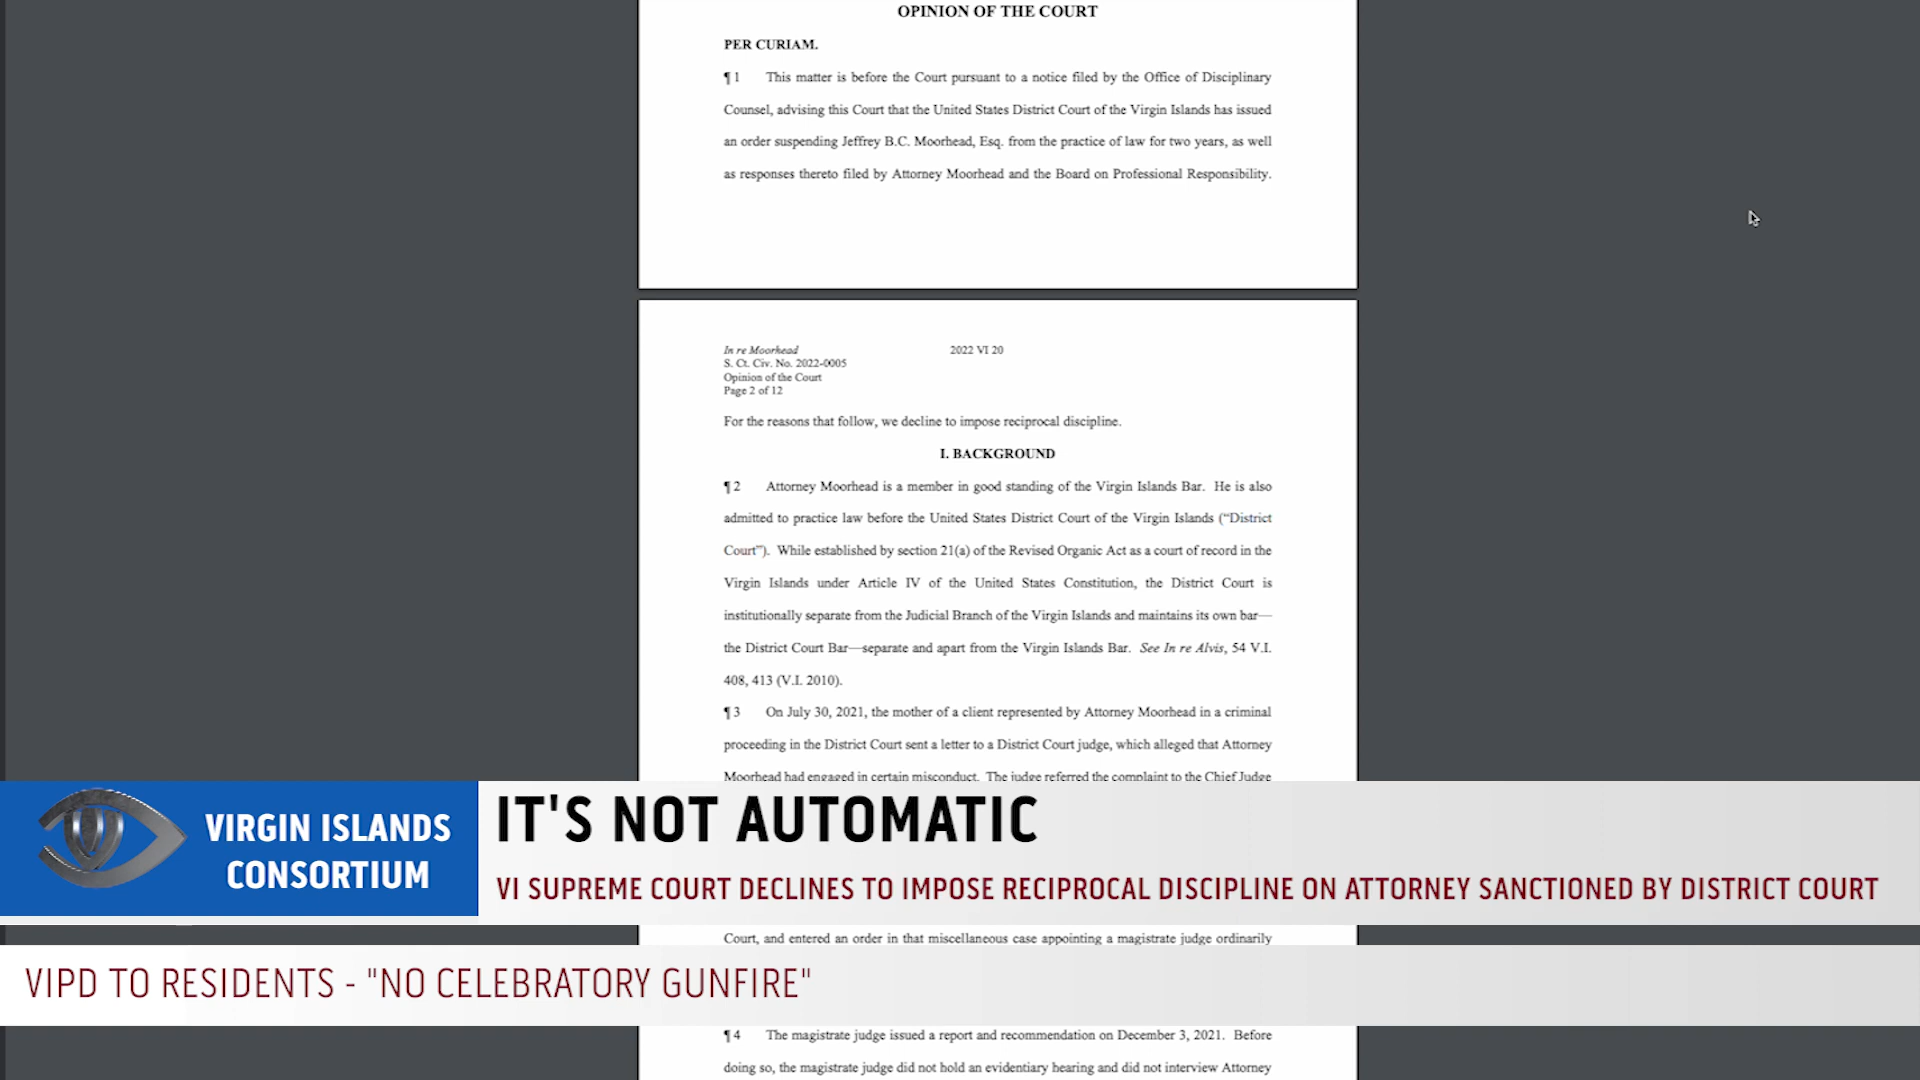 OPINION OF THE COURT
PER CURIAM.
¶ 1 This matter is before the Court pursuant to a notice filed by the Office of Disciplinary
Counsel, advising this Court that the United States District Court of the Virgin Islands has issued
an order suspending Jeffrey B.C. Moorhead, Esq. from the practice of law for two years, as well
as responses thereto filed by Attorney Moorhead and the Board on Professional Responsibility.
In re Moorhead 2022 VI 20
S. Ct. Civ. No. 2022-0005
Opinion of the Court
Page 2 of 12
For the reasons that follow, we decline to impose reciprocal discipline.
I. BACKGROUND
¶ 2 Attorney Moorhead is a member in good standing of the Virgin Islands Bar. He is also
admitted to practice law before the United States District Court of the Virgin Islands (“District
Court”). While established by section 21(a) of the Revised Organic Act as a court of record in the
Virgin Islands under Article IV of the United States Constitution, the District Court is
institutionally separate from the Judicial Branch of the Virgin Islands and maintains its own bar—
the District Court Bar—separate and apart from the Virgin Islands Bar. See In re Alvis, 54 V.I.
408, 413 (V.I. 2010).
¶ 3 On July 30, 2021, the mother of a client represented by Attorney Moorhead in a criminal
proceeding in the District Court sent a letter to a District Court judge, which alleged that Attorney
Moorhead had engaged in certain misconduct. The judge referred the complaint to the Chief Judge
VIRGIN ISLANDS
CONSORTIUM
IT'S NOT AUTOMATIC
VI SUPREME COURT DECLINES TO IMPOSE RECIPROCAL DISCIPLINE ON ATTORNEY SANCTIONED BY DISTRICT COURT
Court, and entered an order in that miscellaneous case appointing a magistrate judge ordinarily
VIPD TO RESIDENTS - "NO CELEBRATORY GUNFIRE"
¶ 4 The magistrate judge issued a report and recommendation on December 3, 2021. Before
doing so, the magistrate judge did not hold an evidentiary hearing and did not interview Attorney